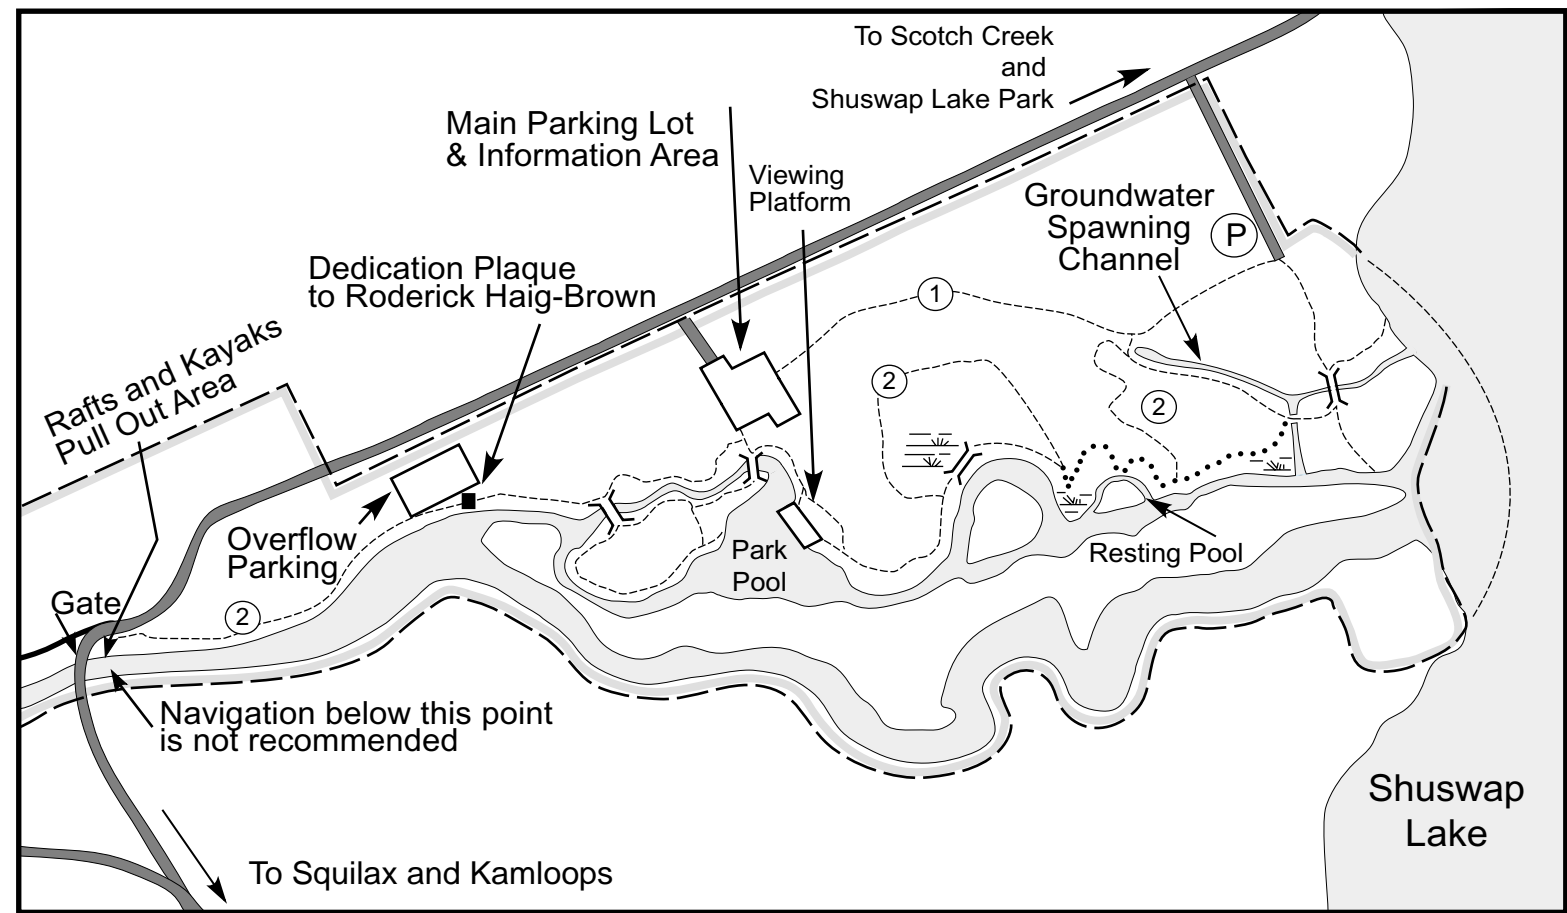 To Scotch Creek
and
Shuswap Lake Park
Main Parking Lot
& Information Area
Viewing
Platform
Groundwater
Spawning
Channel
P
Dedication Plaque
to Roderick Haig-Brown
1
Rafts and Kayaks
Pull Out Area
2
2
Overflow
Parking
Park
Pool
Resting Pool
Gate
2
Navigation below this point
is not recommended
Shuswap
Lake
To Squilax and Kamloops